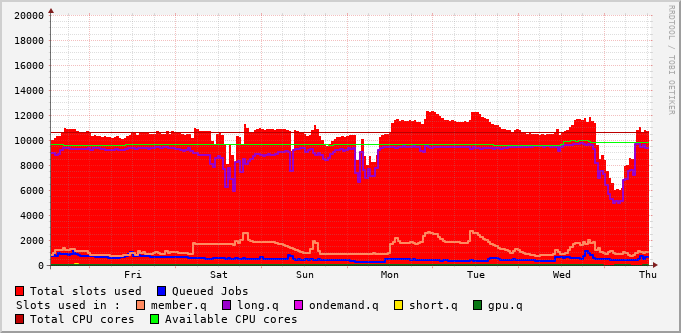 20000
18000
16000
14000
12000
10000
8000
6000
4000
2000
0
Fri Sat Sun Mon Tue Wed Thu
RRDTOOL / TOBI OETIKER
Total slots used Queued Jobs
Slots used in : member.q long.q ondemand.q short.q gpu.q
Total CPU cores Available CPU cores